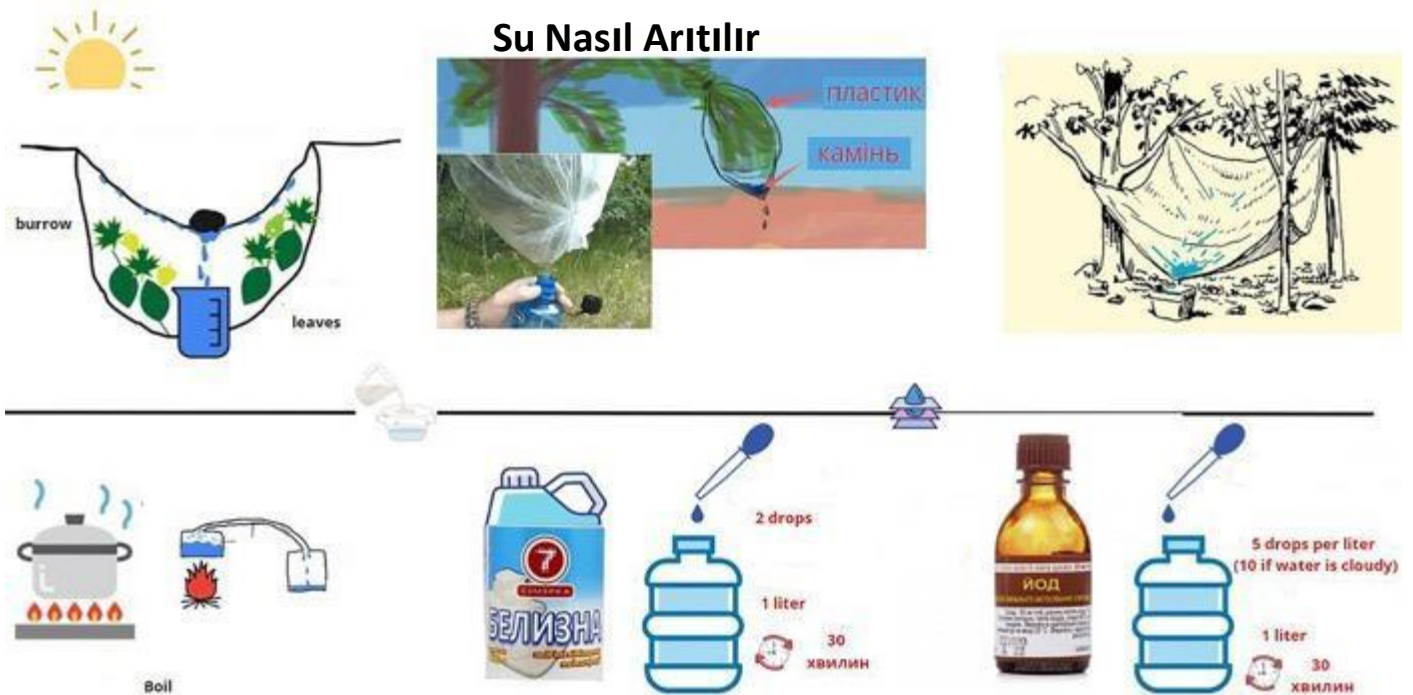 Su Nasıl Arıtılır
пластик
камінь
burrow
leaves
2 drops
5 drops per liter
(10 if water is cloudy)
7
БЕЛИЗНА
йод
1 liter
30
хвилин
1 liter
30
хвилин
Boil